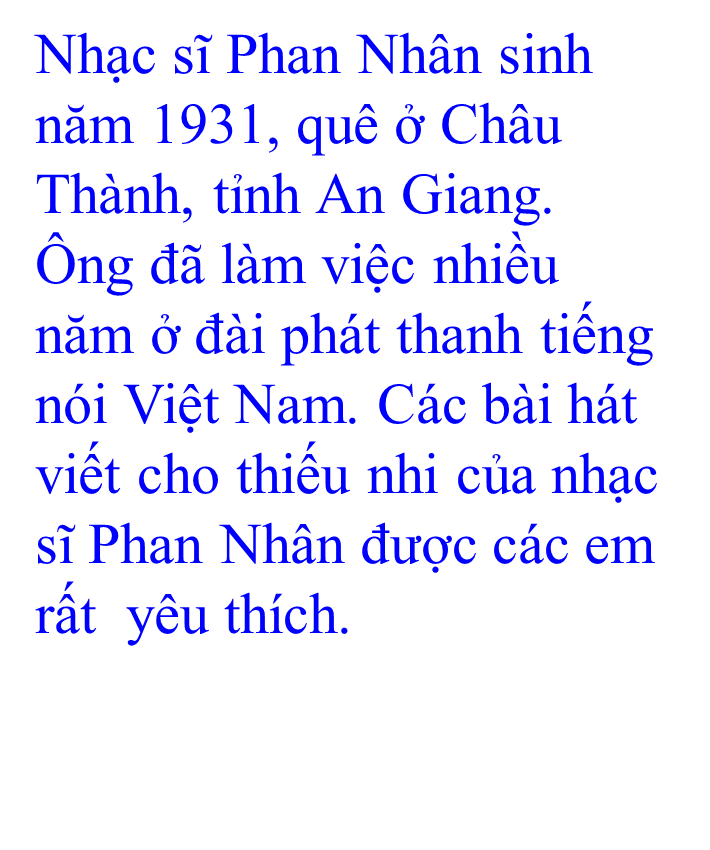 Nhạc sĩ Phan Nhân sinh
năm 1931, quê ở Châu
Thành, tỉnh An Giang.
Ông đã làm việc nhiều
năm ở đài phát thanh tiếng
nói Việt Nam. Các bài hát
viết cho thiếu nhi của nhạc
sĩ Phan Nhân được các em
rất  yêu thích.